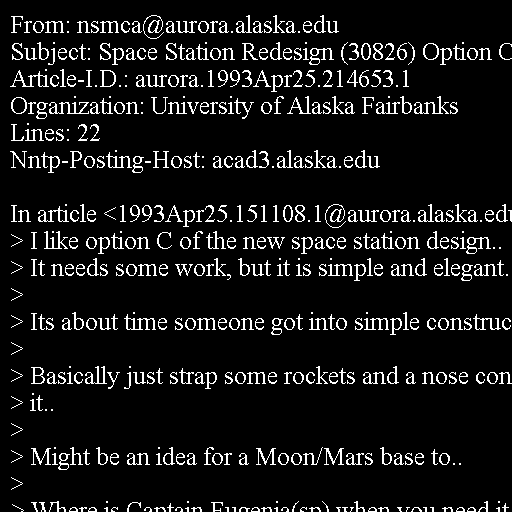 From: nsmca@aurora.alaska.edu
Subject: Space Station Redesign (30826) Option C
Article-I.D.: aurora.1993Apr25.214653.1
Organization: University of Alaska Fairbanks
Lines: 22
Nntp-Posting-Host: acad3.alaska.edu

In article <1993Apr25.151108.1@aurora.alaska.edu
> I like option C of the new space station design..
> It needs some work, but it is simple and elegant.
>
> Its about time someone got into simple construc
>
> Basically just strap some rockets and a nose con
> it..
>
> Might be an idea for a Moon/Mars base to..
>
> Where is Captain Eugenia(sp) when you need it